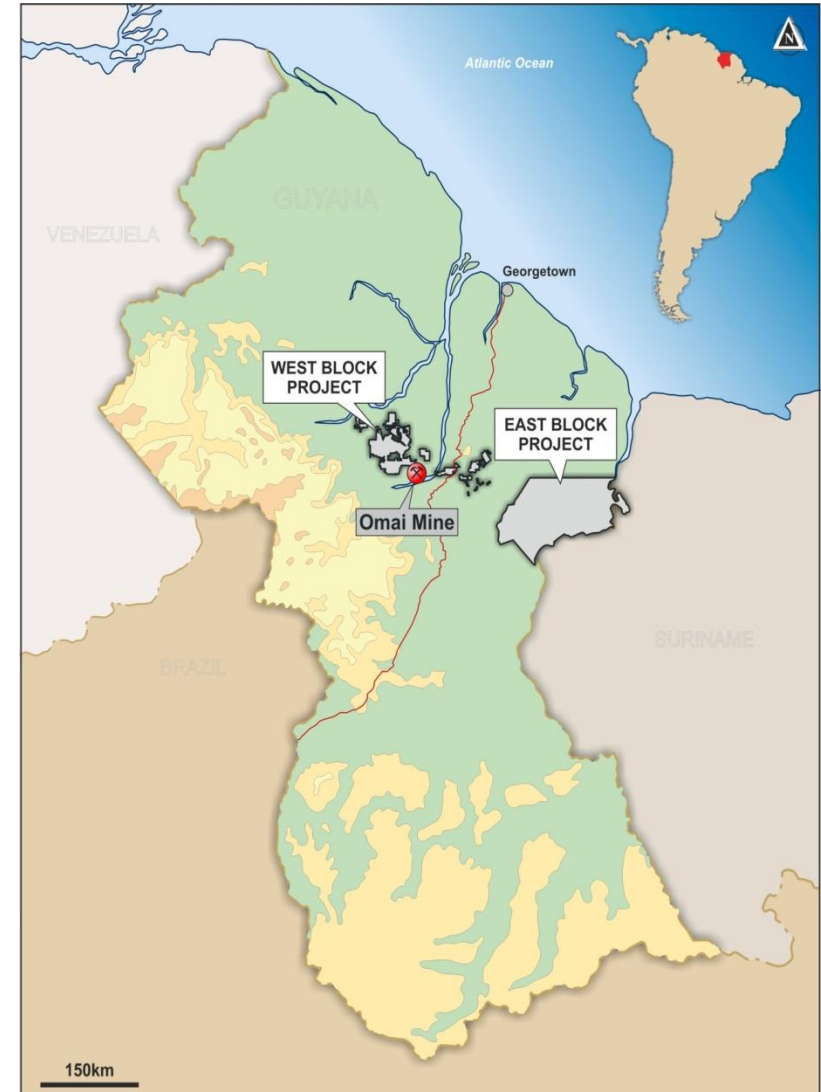 N
Atlantic Ocean
GUYANA
VENEZUELA
Georgetown
WEST BLOCK
PROJECT
EAST BLOCK
PROJECT
Omai Mine
SURINAME
BRAZIL
150km